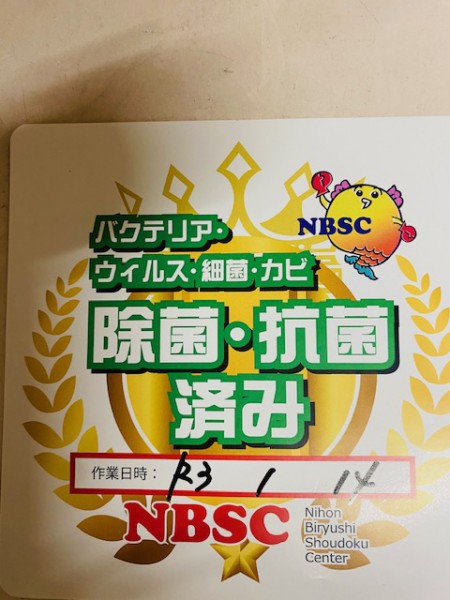 NBSC
バクテリア・
ウィルス・細菌・カビ
除菌・抗菌
済み
作業日時： R3 1 14
NBSC
Nihon
Biryushi
Shoudoku
Center